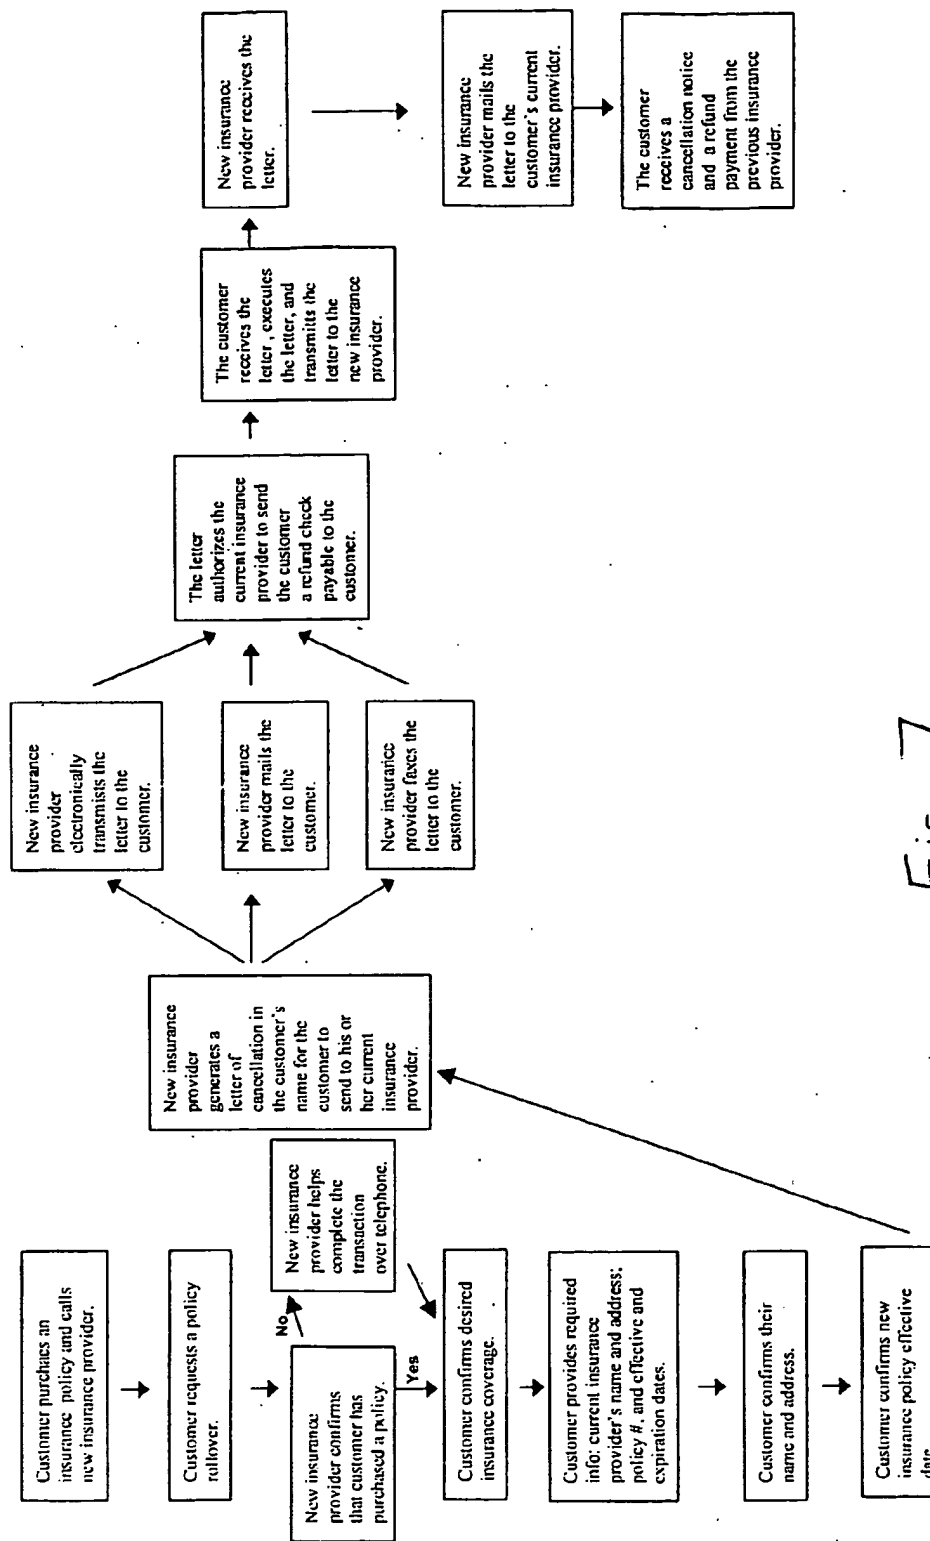 Customer purchaes an
insurance policy and calls
new insurance provider.
Customer requests a policy
rollover.
New insurance
provider confirms
that customer has
purchased a policy.
No
Yes
New insurance
provider helps
complete the
transaction
over telephone.
Customer confirms desired
insurance coverage.
Customer provides required
info: current insurance
provider's name and address;
policy #, and effective and
expiration dates.
Customer confirms their
name and address.
Customer confirms new
insurance policy effective
date.
New insurance
provider
generates a
letter of
cancellation in
the customer's
name for the
customer to
send to his or
her current
insurance
provider.
New insurance
provider
electronically
transmists the
letter to the
customer.
New insurance
provider mails the
letter to the
customer.
New insurance
provider faxes the
letter to the
customer.
The letter
authorizes the
current insurance
provider to send
the customer
a refund check
payable to the
customer.
The customer
receives the
letter, executes
the letter, and
transmitts the
letter to the
new insurance
provider.
New insurance
provider receives the
letter.
New insurance
provider mails the
letter to the
customer's current
insurance provider.
The customer
receives a
cancellation notice
and a refund
payment from the
previous insurance
provider.
Fig 7